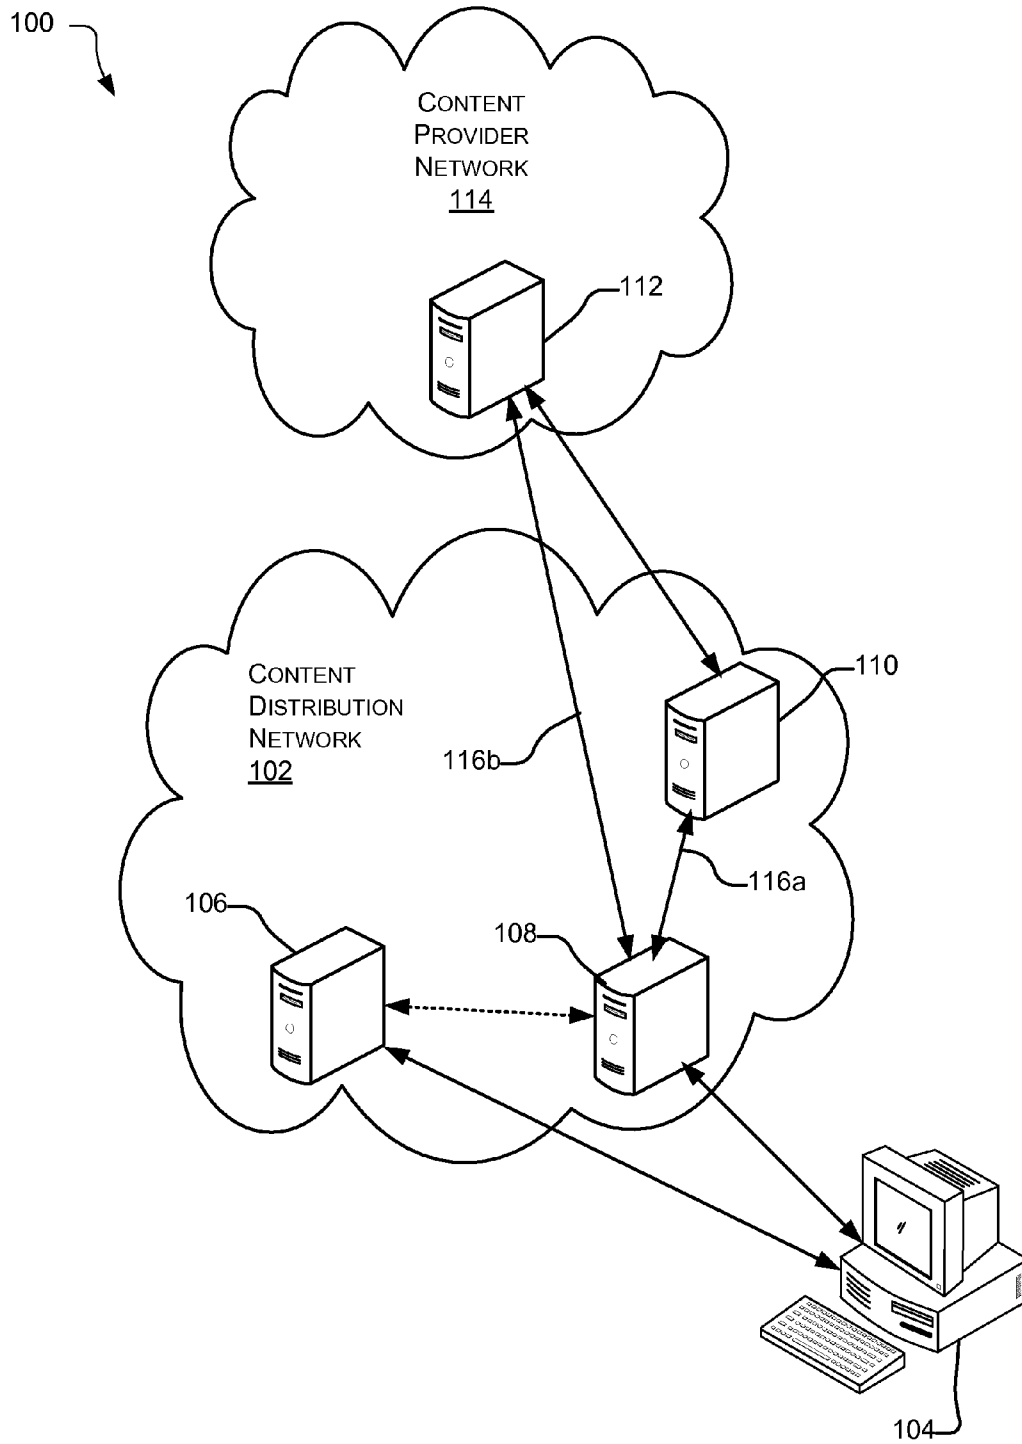 100
CONTENT
PROVIDER
NETWORK
114
112
CONTENT
DISTRIBUTION
NETWORK
102
110
116b
116a
106
108
104